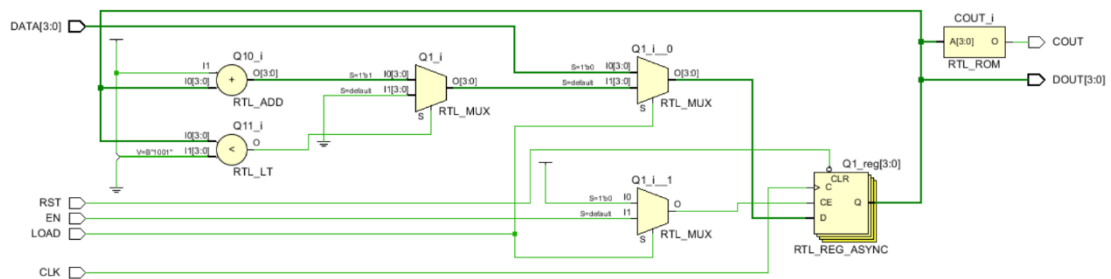 DATA[3:0]
COUT_i
A[3:0] O
RTL_ROM
COUT
DOUT[3:0]
Q10_i
I1
I0[3:0]
+
O[3:0]
RTL_ADD
Q1_i
S=1'b1 I0[3:0]
S=default I1[3:0]
O[3:0]
S
RTL_MUX
Q1_i__0
S=1'b0 I0[3:0]
S=default I1[3:0]
O[3:0]
S
RTL_MUX
Q11_i
I0[3:0]
V=B"1001" I1[3:0]
<
O
RTL_LT
Q1_i__1
S=1'b0 I0
S=default I1
O
S
RTL_MUX
Q1_reg[3:0]
CLR
C
CE
D
Q
RTL_REG_ASYNC
RST
EN
LOAD
CLK